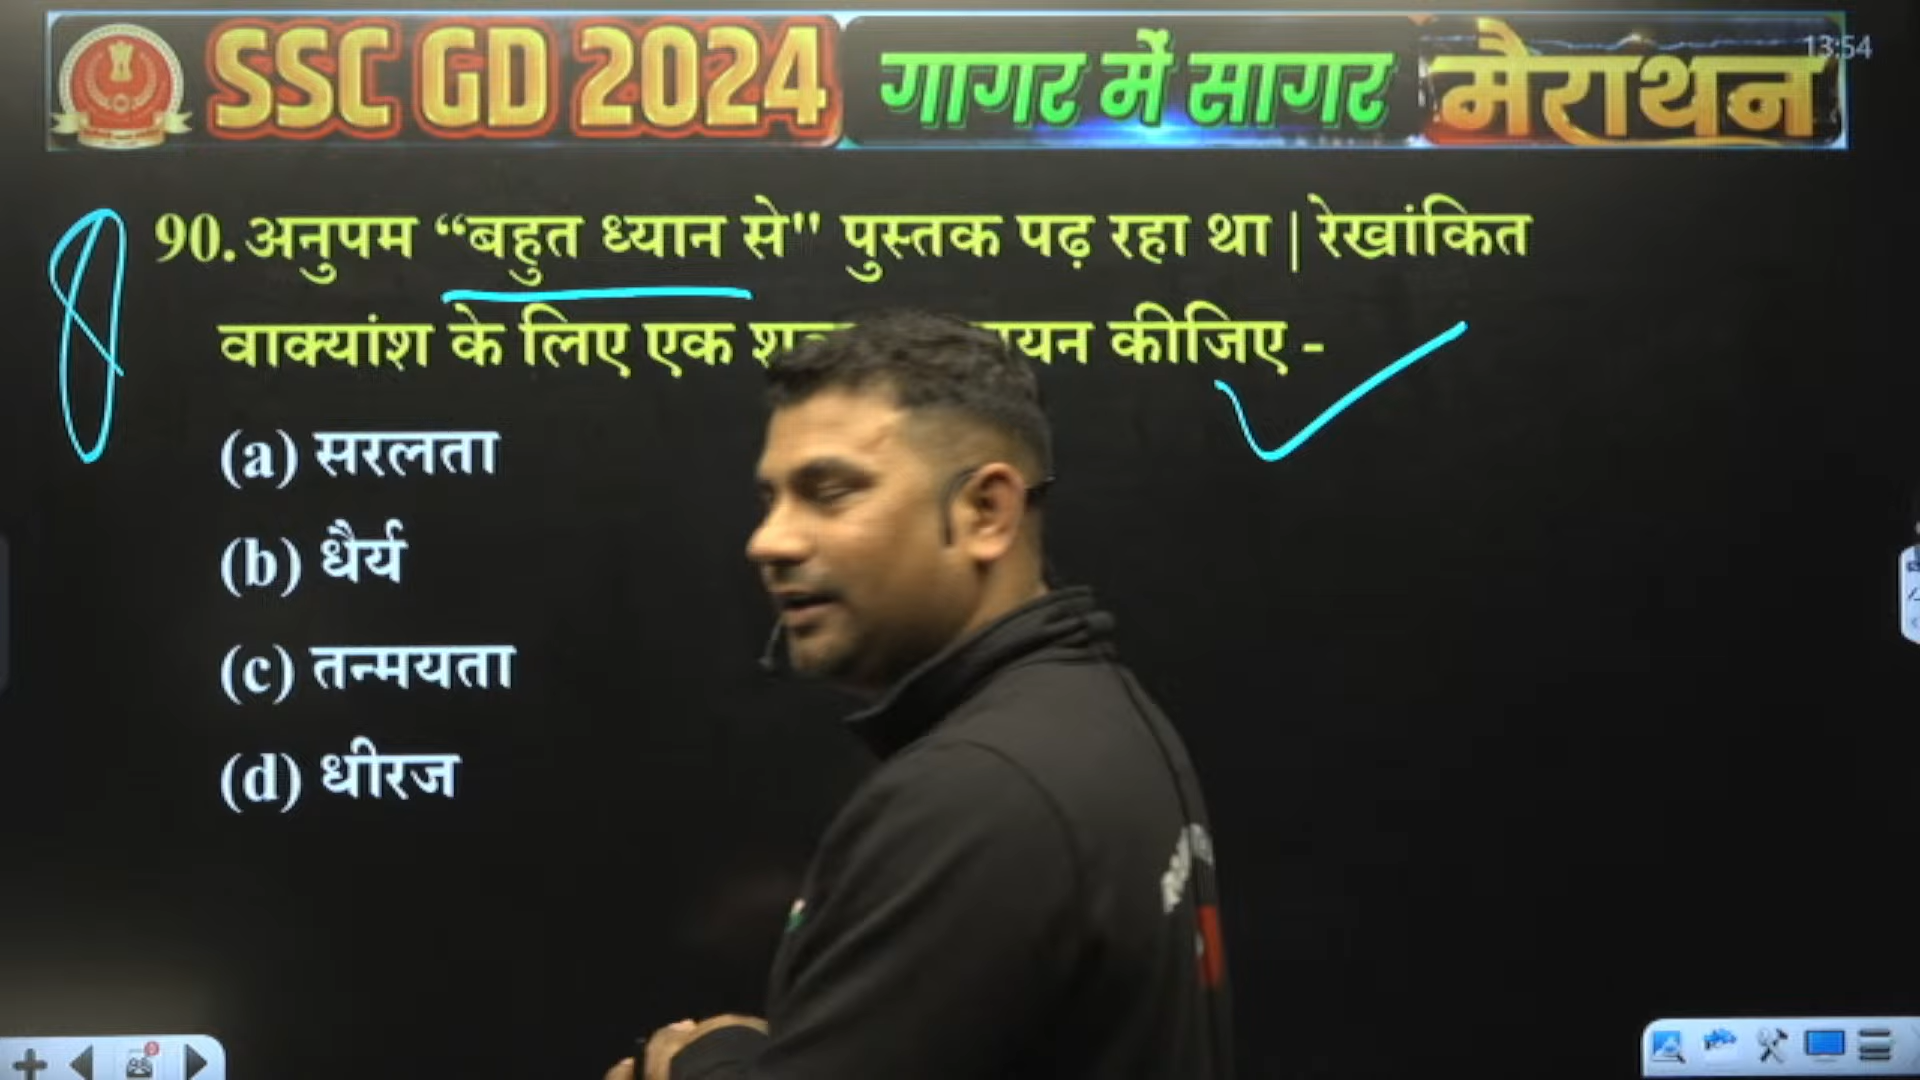 SSC GD 2024 गागर में सागर मैराथन
13:54
90. अनुपम “बहुत ध्यान से" पुस्तक पढ़ रहा था | रेखांकित
वाक्यांश के लिए एक कीजिए -
(a) सरलता
(b) धैर्य
(c) तन्मयता
(d) धीरज